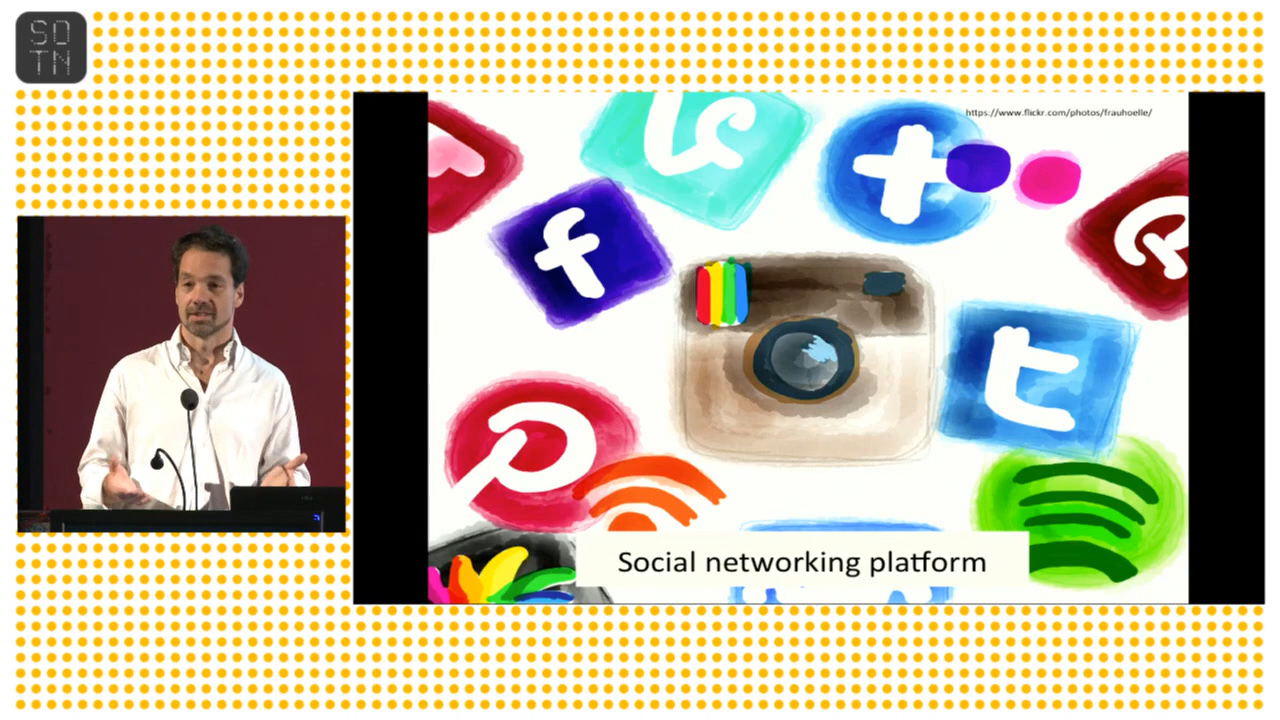 SO
TN
https://www.flickr.com/photos/frauhoelle/
f
t
Social networking platform